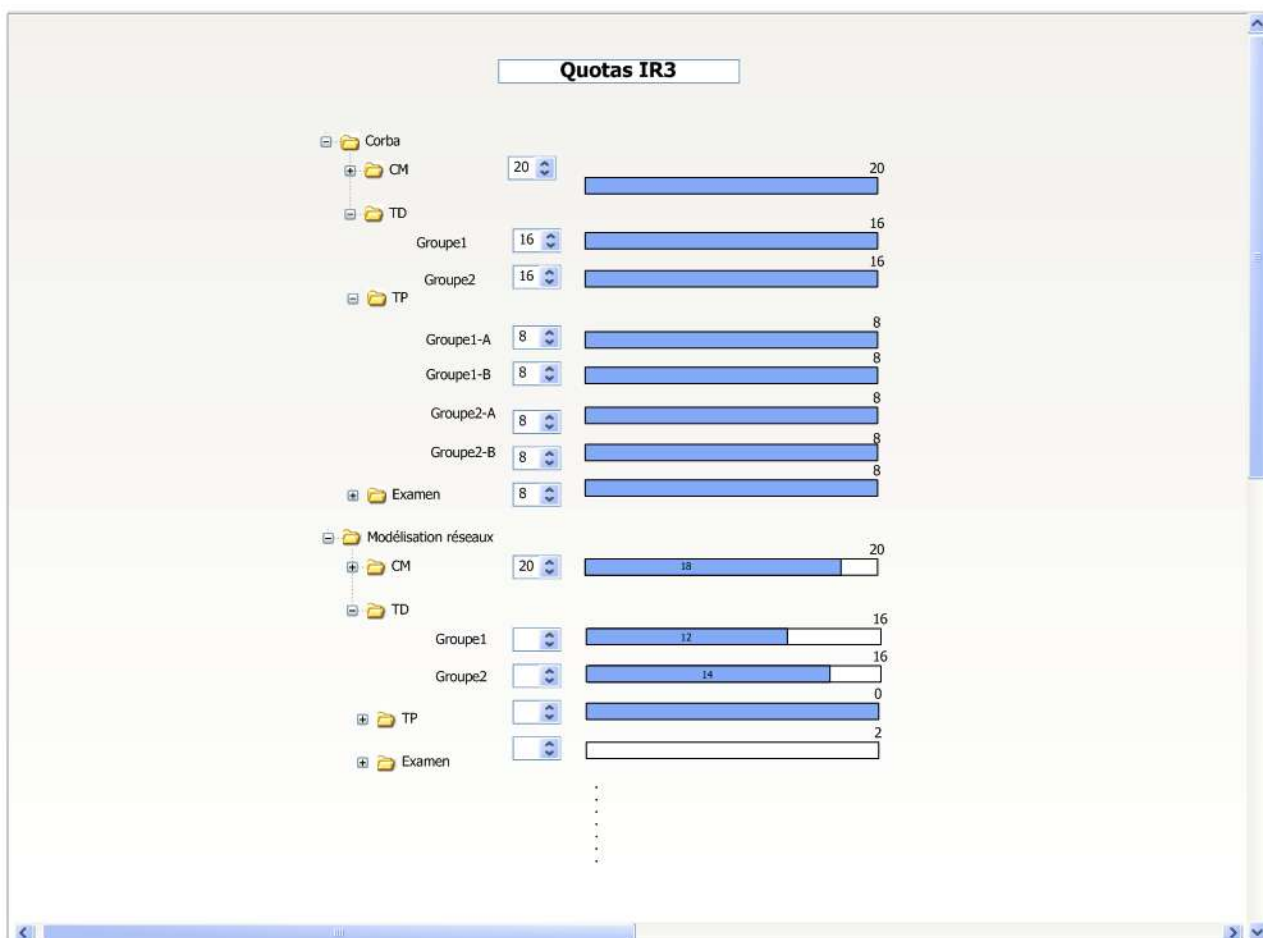 Quotas IR3
Corba
CM 20 20
TD
Groupe1 16 16
Groupe2 16 16
TP
Groupe1-A 8 8
Groupe1-B 8 8
Groupe2-A 8 8
Groupe2-B 8 8
Examen 8 8
Modélisation réseaux
CM 20 18 20
TD
Groupe1 12 16
Groupe2 14 16
TP 0
Examen 2